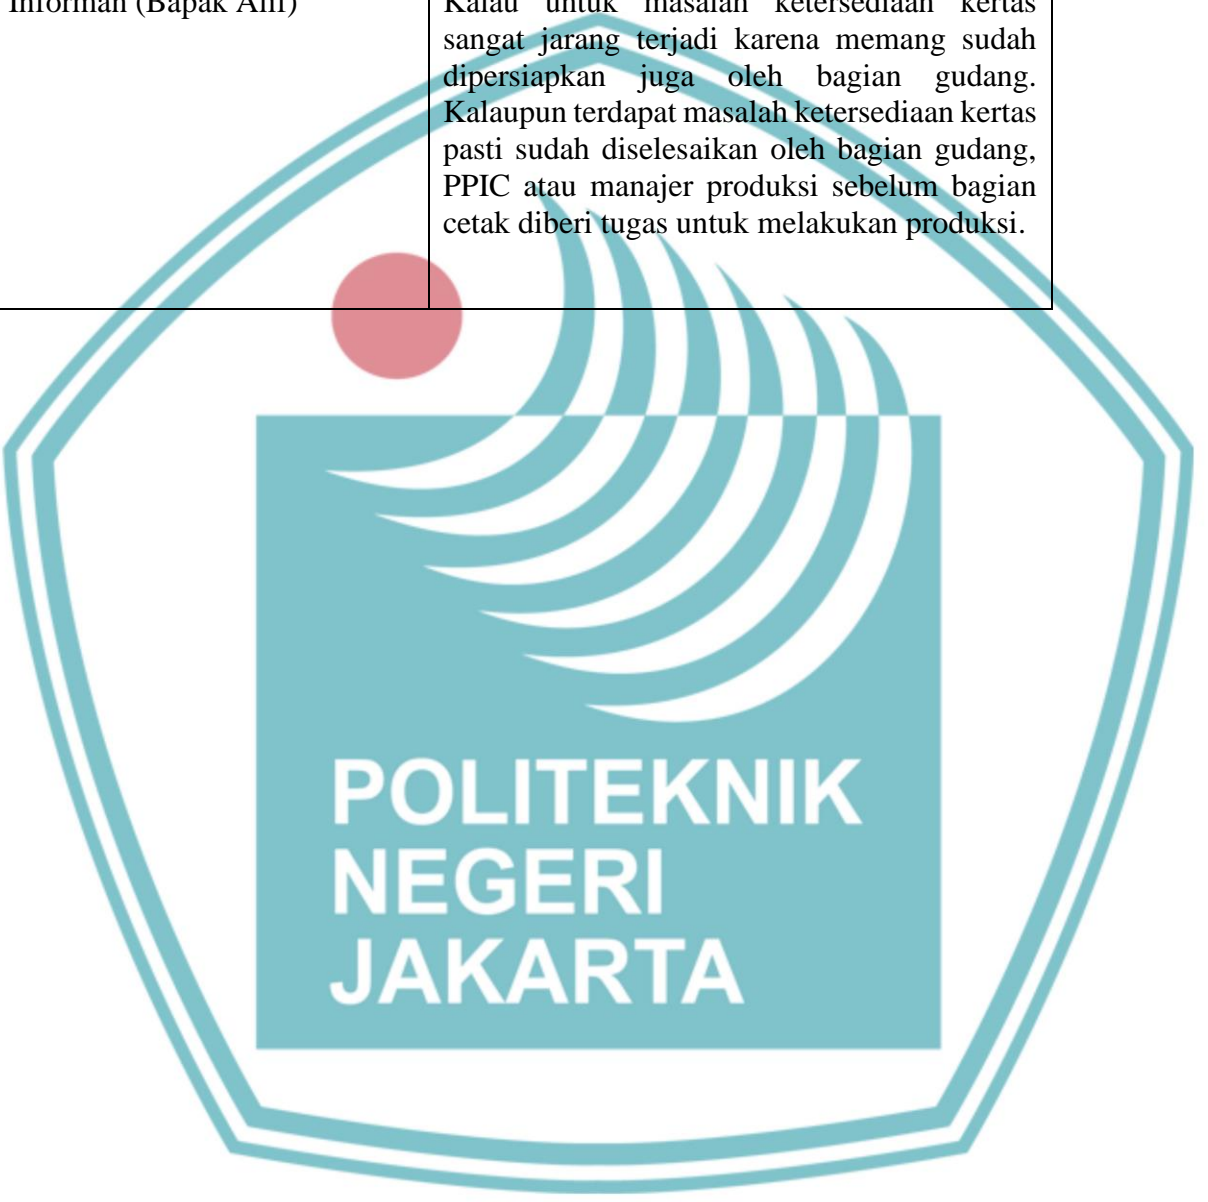 Informan (Bapak Alif)
Kalau untuk masalah ketersediaan kertas
sangat jarang terjadi karena memang sudah
dipersiapkan juga oleh bagian gudang.
Kalaupun terdapat masalah ketersediaan kertas
pasti sudah diselesaikan oleh bagian gudang,
PPIC atau manajer produksi sebelum bagian
cetak diberi tugas untuk melakukan produksi.
POLITEKNIK
NEGERI
JAKARTA